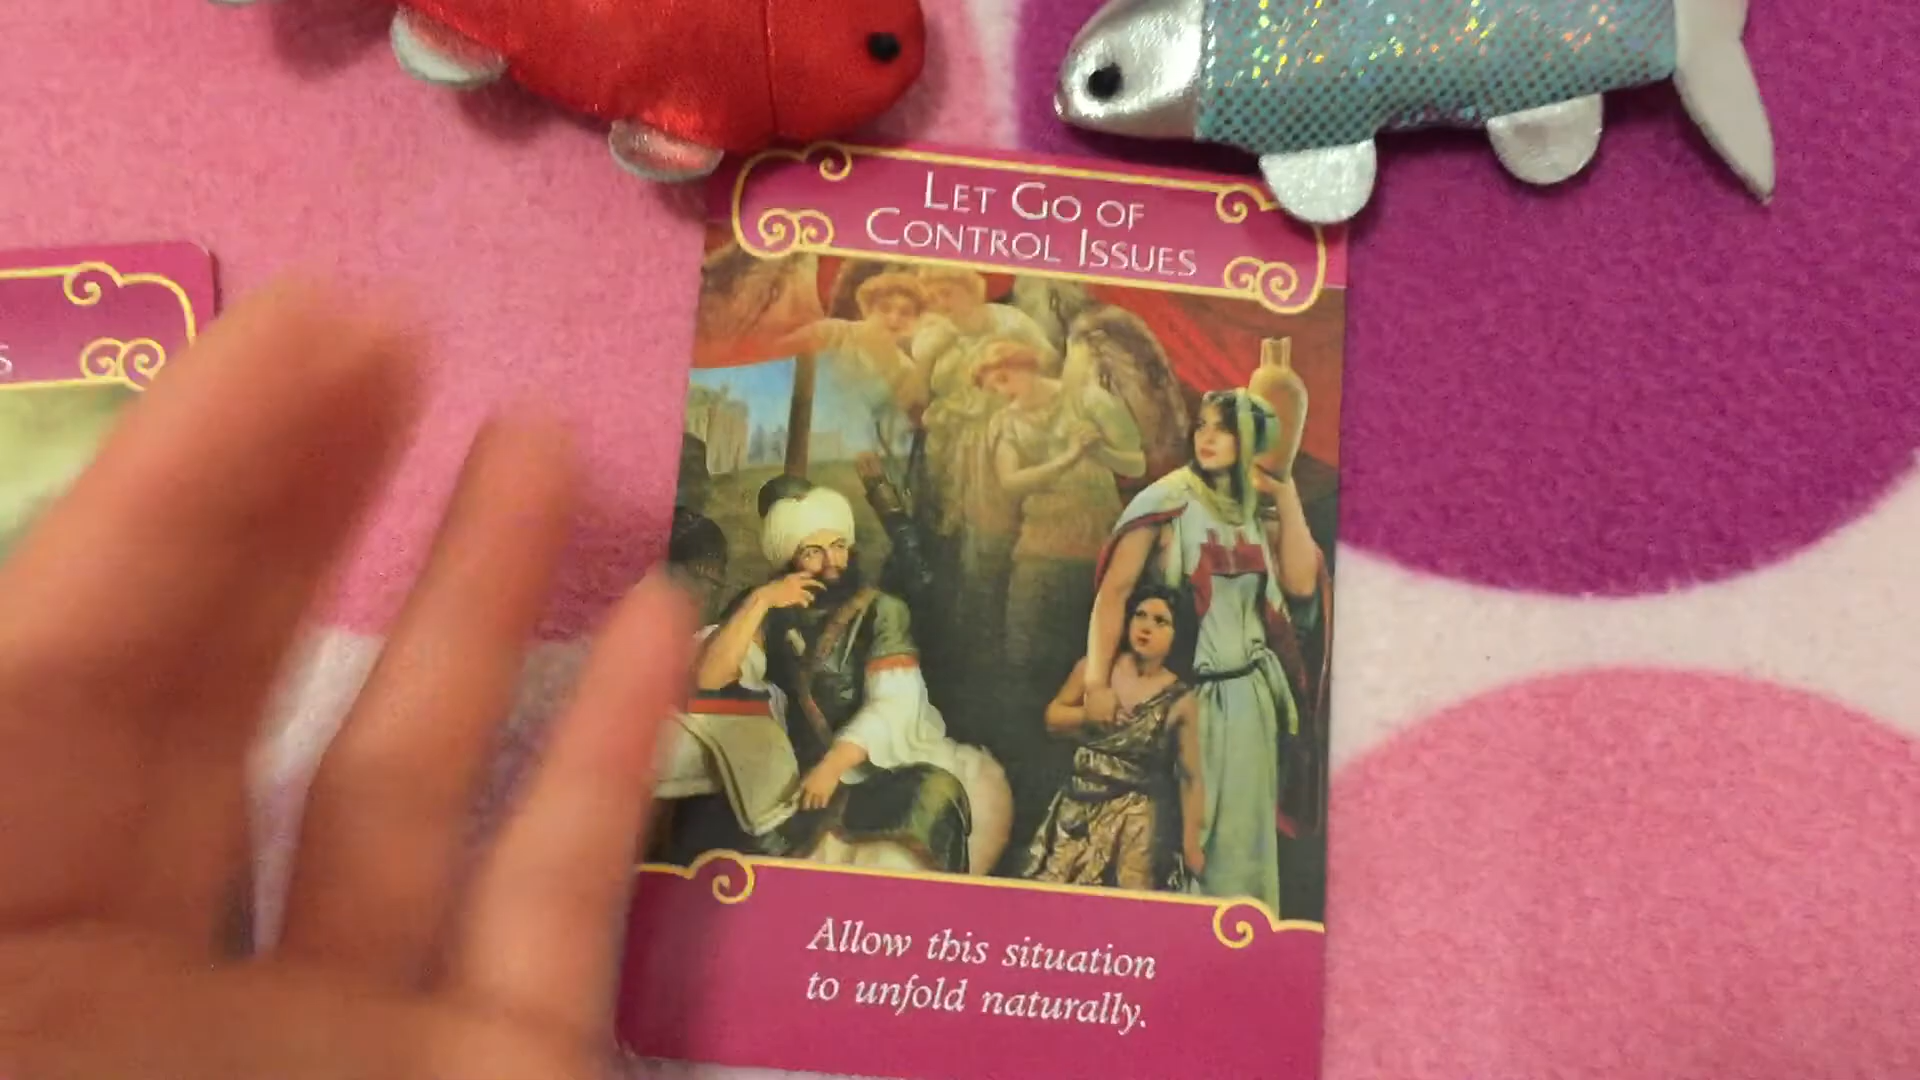 LET GO OF
CONTROL ISSUES
S
Allow this situation
to unfold naturally.